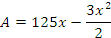 A = 125x − 3x²/2